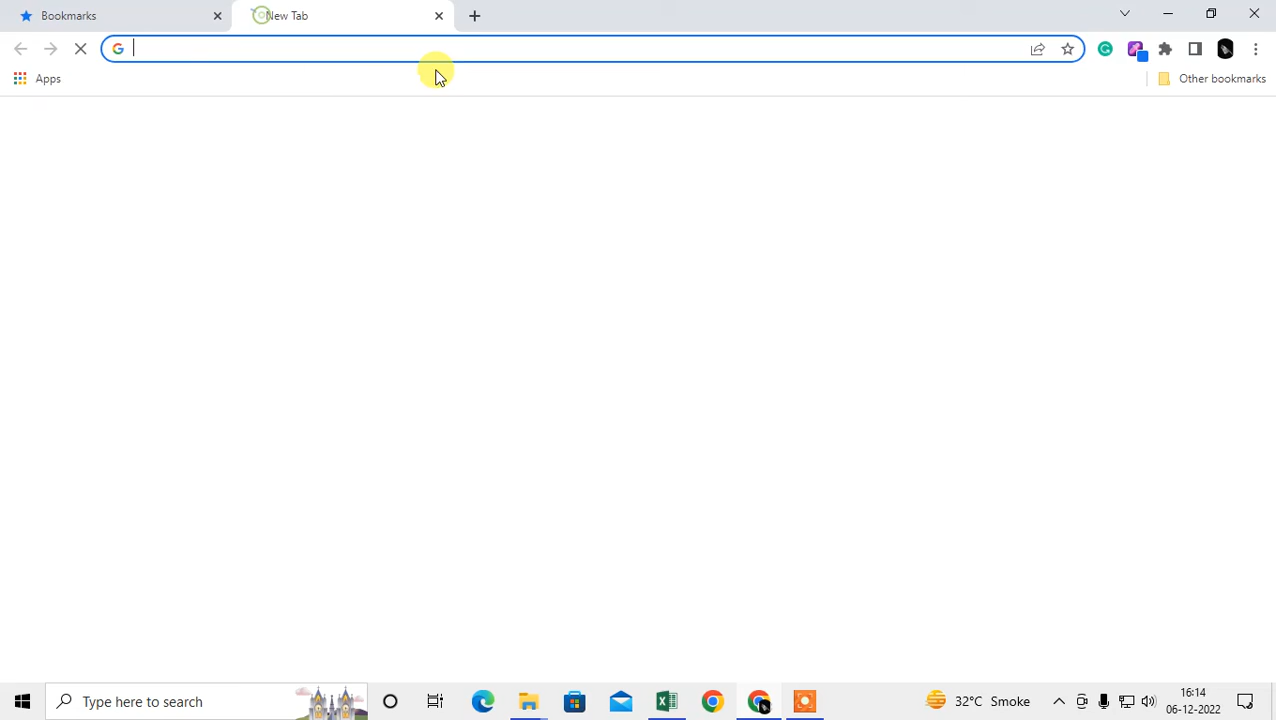 Bookmarks
New Tab
Apps
Other bookmarks
Type here to search
32°C Smoke
16:14
06-12-2022